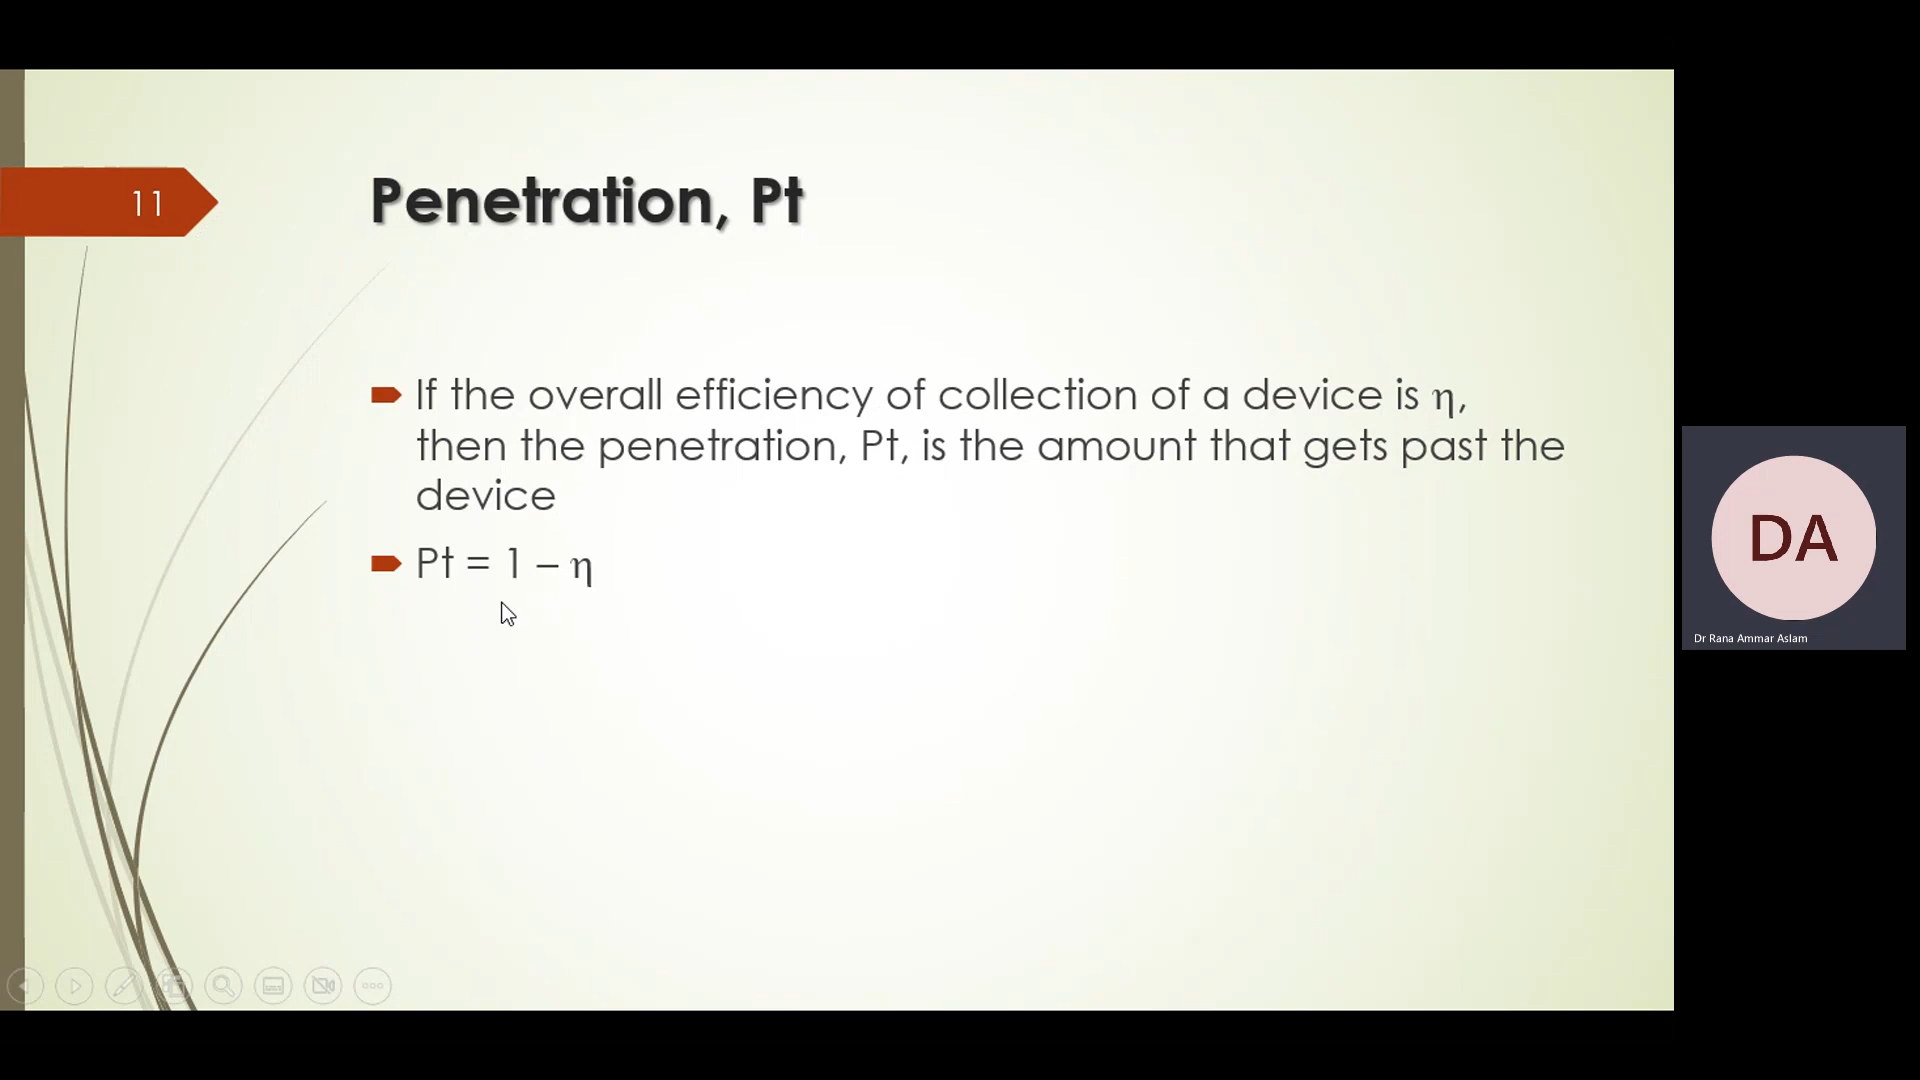 11
Penetration, Pt
If the overall efficiency of collection of a device is η,
then the penetration, Pt, is the amount that gets past the
device
Pt = 1 – η
DA
Dr Rana Ammar Aslam